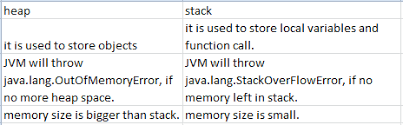 heap stack
it is used to store objects
it is used to store local variables and
function call.
JVM will throw
java.lang.OutOfMemoryError, if
no more heap space.
JVM will throw
java.lang.StackOverFlowError, if no
memory left in stack.
memory size is bigger than stack.
memory size is small.